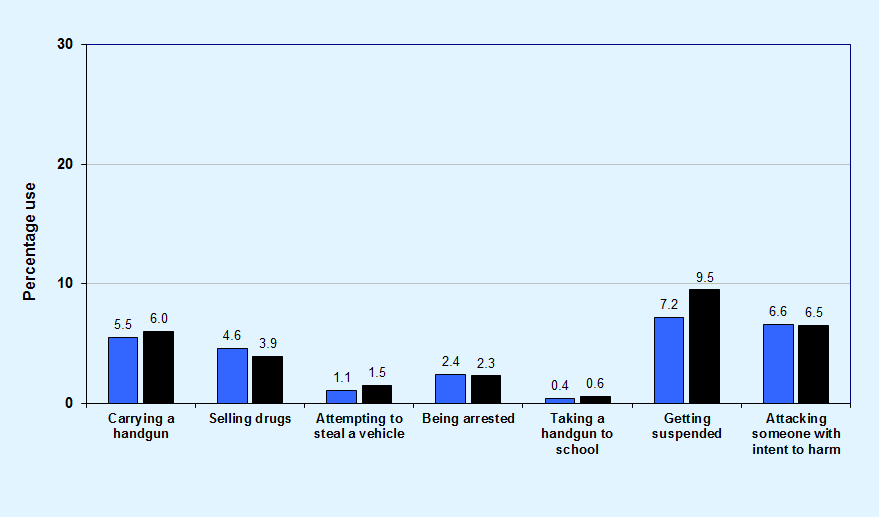 30
20
10
0
Percentage use
5.5
6.0
4.6
3.9
1.1
1.5
2.4
2.3
0.4
0.6
7.2
9.5
6.6
6.5
Carrying a
handgun
Selling drugs
Attempting to
steal a vehicle
Being arrested
Taking a
handgun to
school
Getting
suspended
Attacking
someone with
intent to harm